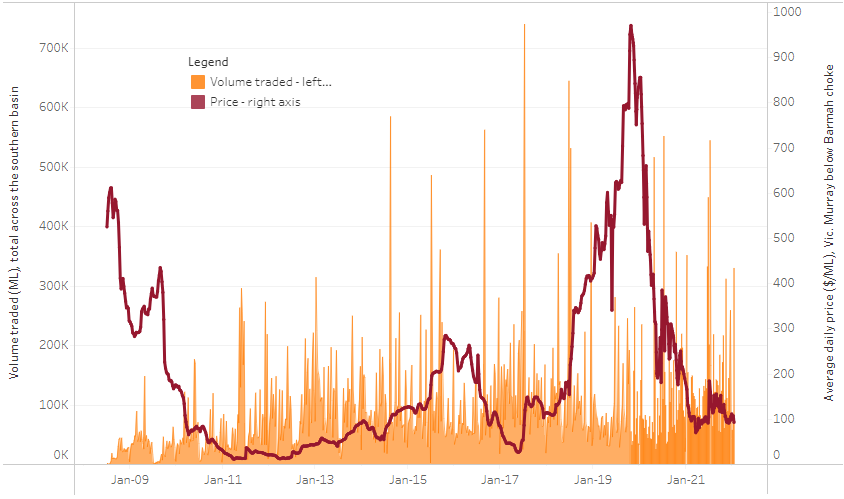 Volume traded (ML), total across the southern basin
700K
600K
500K
400K
300K
200K
100K
0K
Legend
Volume traded - left...
Price - right axis
1000
900
800
700
600
500
400
300
200
100
0
Average daily price ($/ML), Vic. Murray below Barmah choke
Jan-09
Jan-11
Jan-13
Jan-15
Jan-17
Jan-19
Jan-21